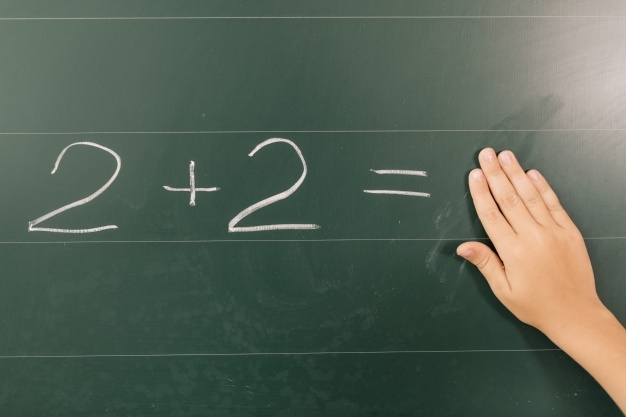 2 + 2 =